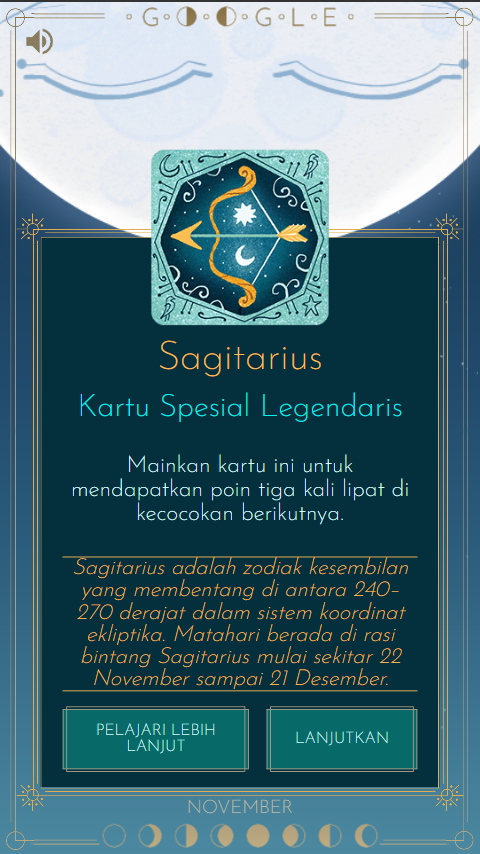 GOOGLE
Sagitarius
Kartu Spesial Legendaris
Mainkan kartu ini untuk
mendapatkan poin tiga kali lipat di
kecocokan berikutnya.
Sagitarius adalah zodiak kesembilan
yang membentang di antara 240–
270 derajat dalam sistem koordinat
ekliptika. Matahari berada di rasi
bintang Sagitarius mulai sekitar 22
November sampai 21 Desember.
PELAJARI LEBIH
LANJUT
LANJUTKAN
NOVEMBER